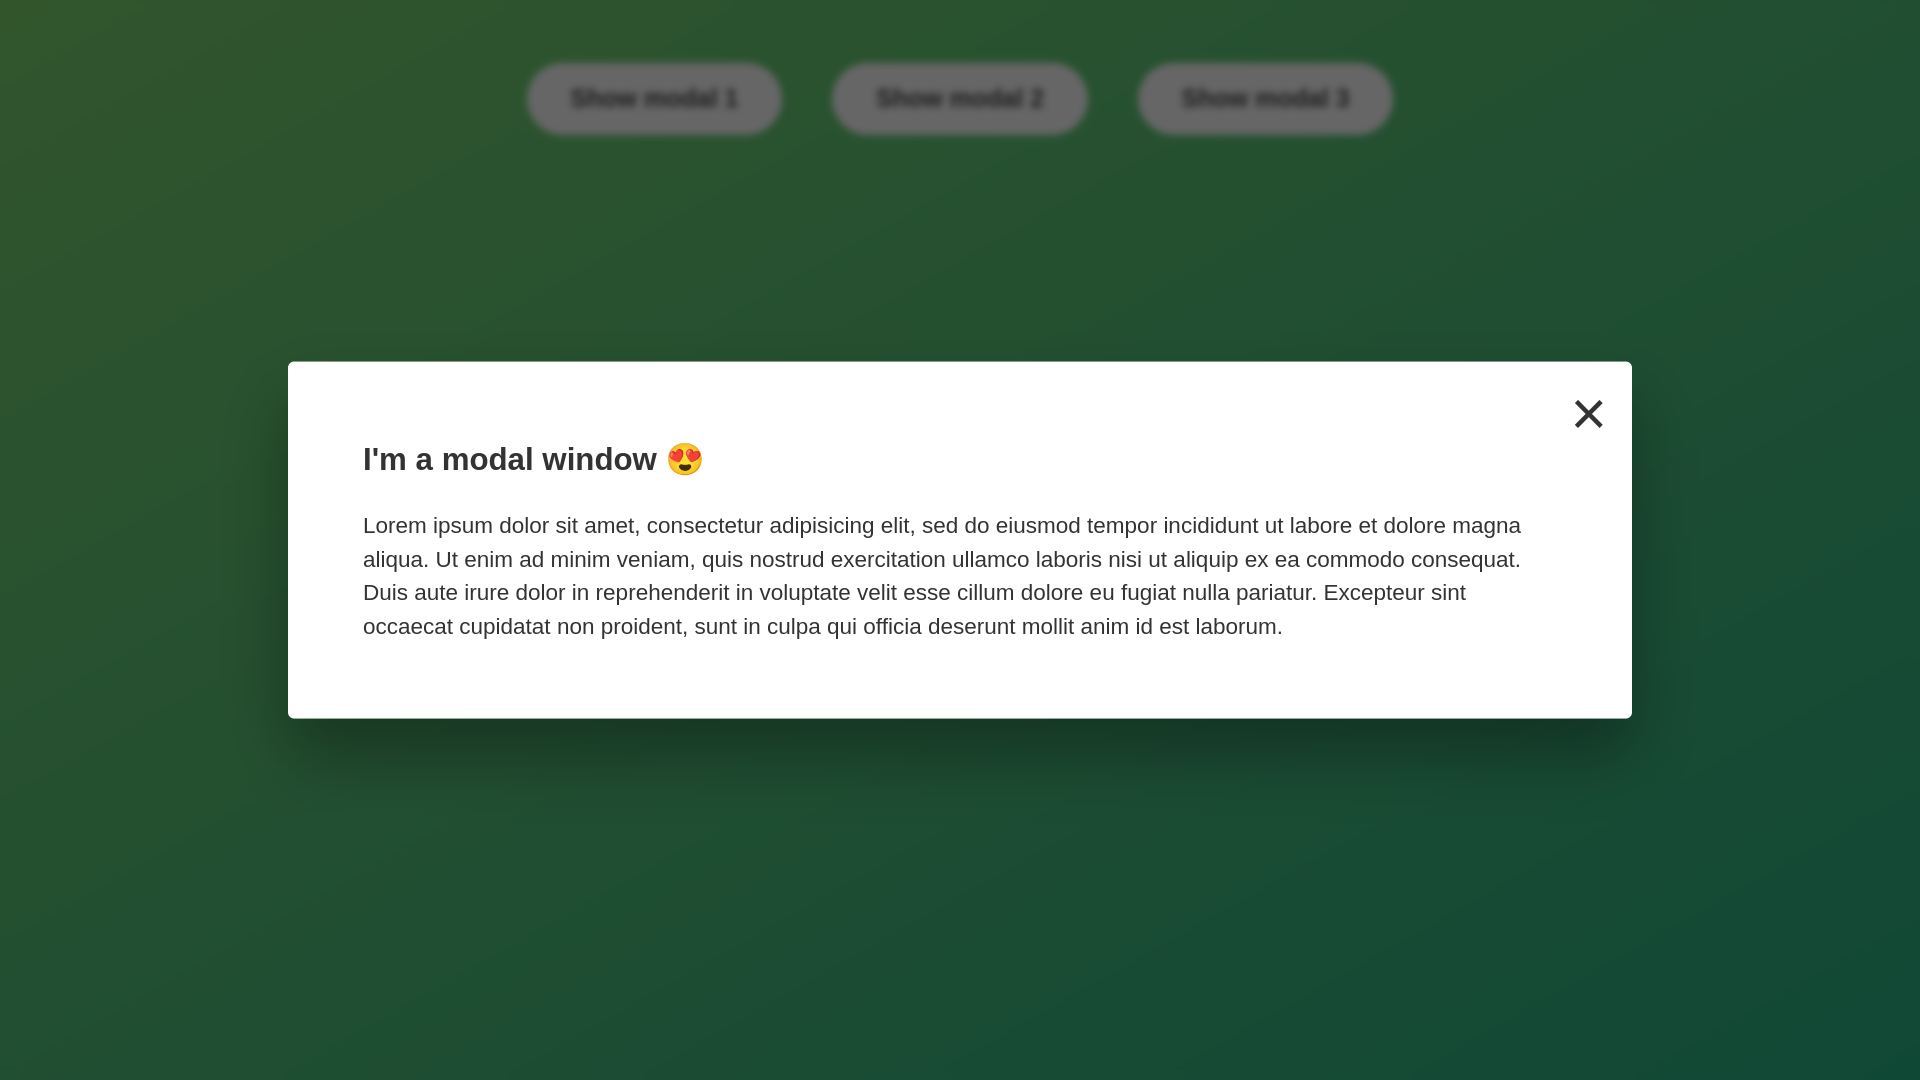 Show modal 1 Show modal 2 Show modal 3
×
I'm a modal window 😍
Lorem ipsum dolor sit amet, consectetur adipisicing elit, sed do eiusmod tempor incididunt ut labore et dolore magna
aliqua. Ut enim ad minim veniam, quis nostrud exercitation ullamco laboris nisi ut aliquip ex ea commodo consequat.
Duis aute irure dolor in reprehenderit in voluptate velit esse cillum dolore eu fugiat nulla pariatur. Excepteur sint
occaecat cupidatat non proident, sunt in culpa qui officia deserunt mollit anim id est laborum.